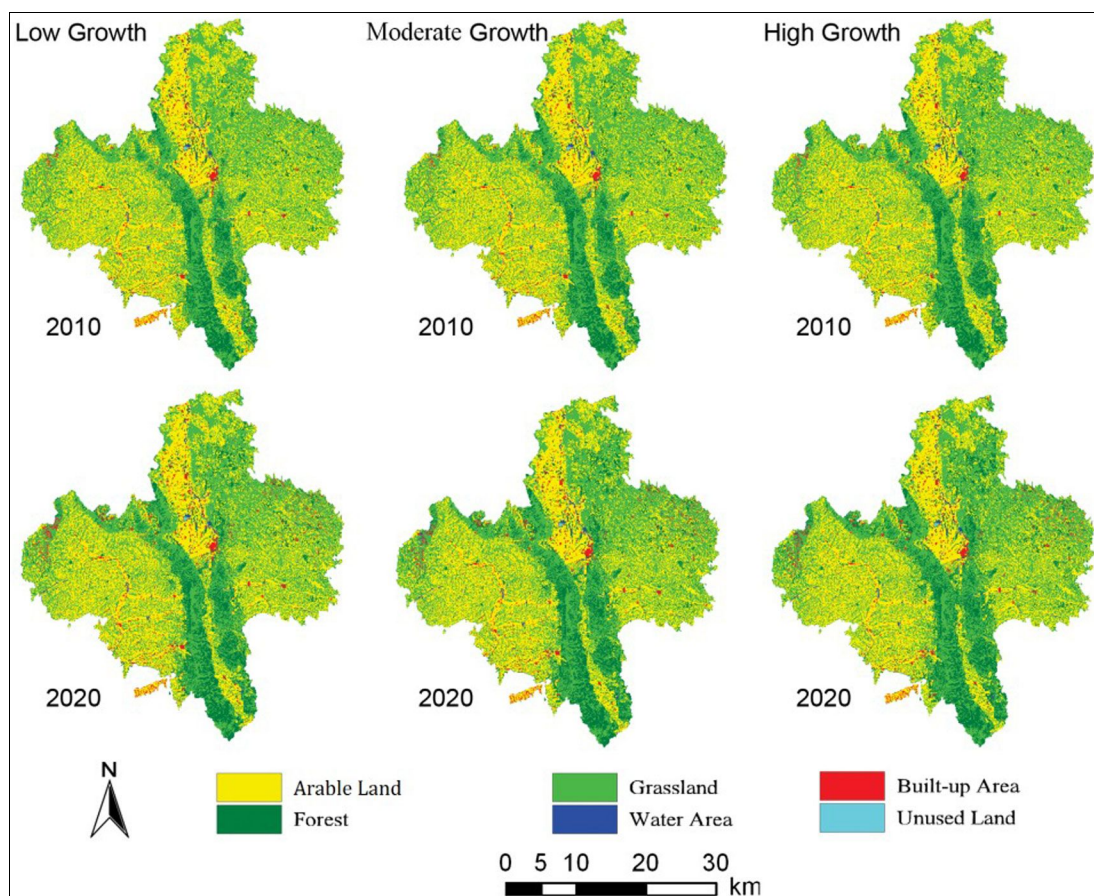 Low Growth
Moderate Growth
High Growth
2010
2010
2010
2020
2020
2020
N
Arable Land
Grassland
Built-up Area
Forest
Water Area
Unused Land
0 5 10 20 30
km